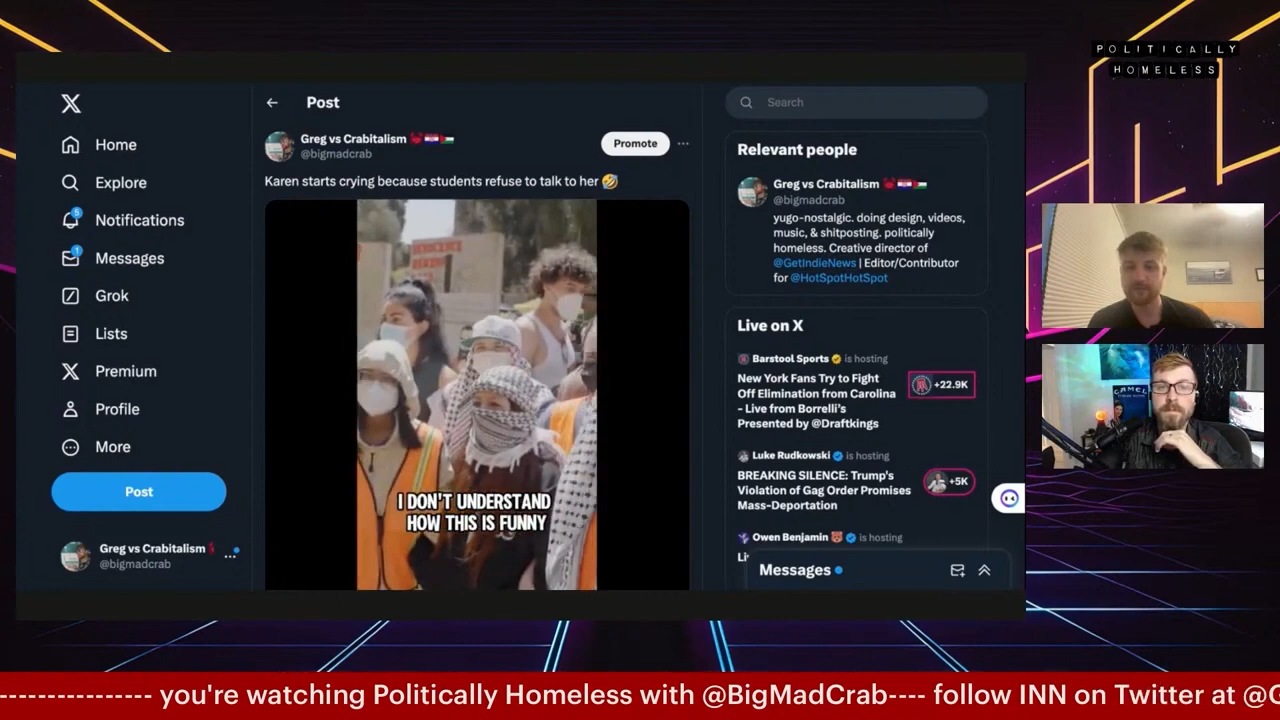 POLITICALLY
HOMELESS
Home
Explore
5
Notifications
1
Messages
Grok
Lists
Premium
Profile
More
Post
Greg vs Crabitalism
@bigmadcrab
Post
Greg vs Crabitalism
@bigmadcrab
Promote
Karen starts crying because students refuse to talk to her 🤣
I DON'T UNDERSTAND
HOW THIS IS FUNNY
Search
Relevant people
Greg vs Crabitalism
@bigmadcrab
yugo-nostalgic. doing design, videos,
music, & shitposting. politically
homeless. Creative director of
@GetIndieNews | Editor/Contributor
for @HotSpotHotSpot
Live on X
Barstool Sports is hosting
New York Fans Try to Fight
Off Elimination from Carolina
- Live from Borrelli's
Presented by @Draftkings
+22.9K
Luke Rudkowski is hosting
BREAKING SILENCE: Trump's
Violation of Gag Order Promises
Mass-Deportation
+5K
Owen Benjamin is hosting
Messages
CAMEL
---------------- you're watching Politically Homeless with @BigMadCrab---- follow INN on Twitter at @G